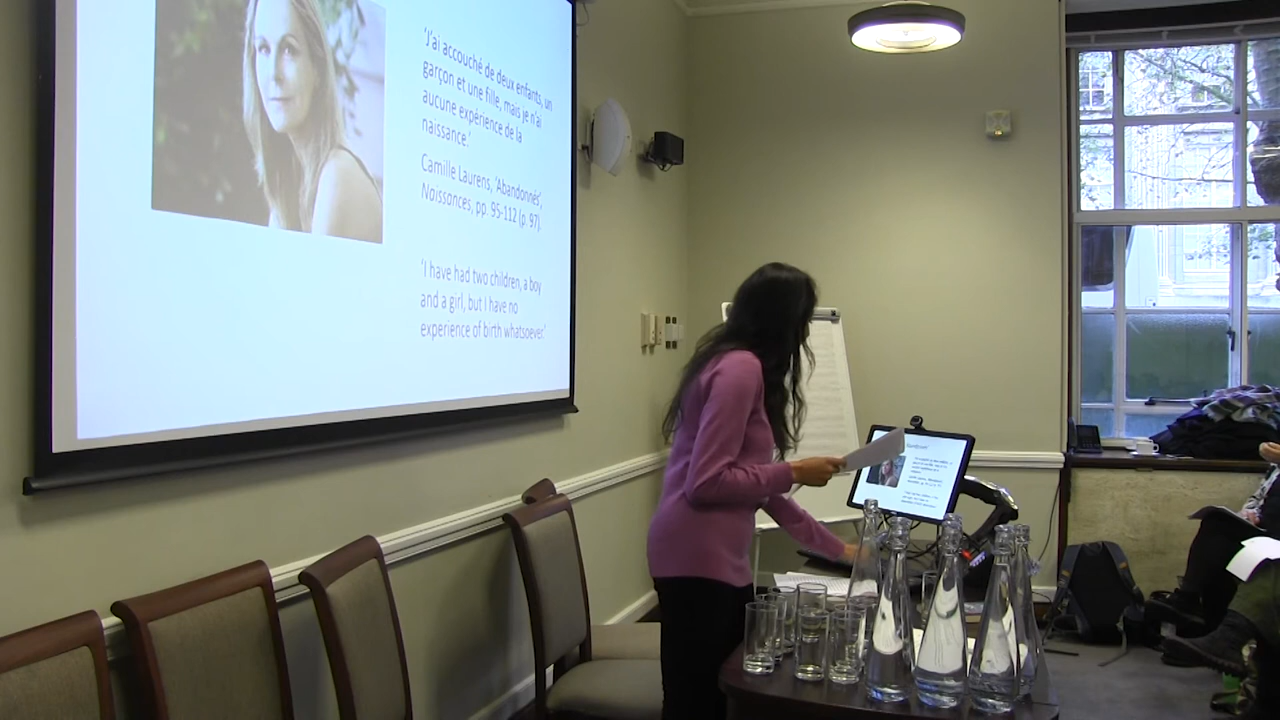 'J'ai accouché de deux enfants, un
garçon et une fille, mais je n'ai
aucune expérience de la
naissance.'
Camille Laurens, 'Abandonnés',
Naissances, pp. 95-112 (p. 97).
'I have had two children, a boy
and a girl, but I have no
experience of birth whatsoever.'